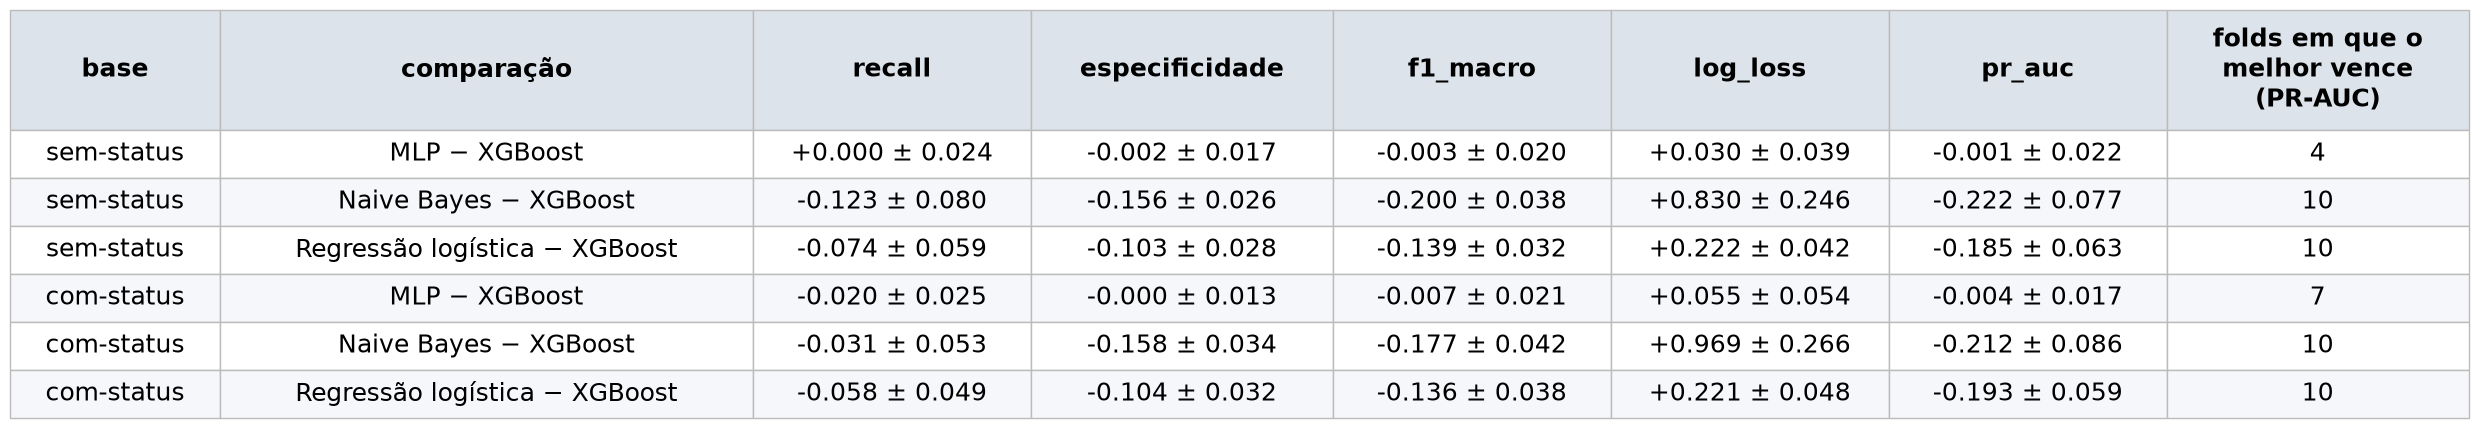 base comparação recall especificidade f1_macro log_loss pr_auc folds em que o melhor vence (PR-AUC)
sem-status MLP − XGBoost +0.000 ± 0.024 -0.002 ± 0.017 -0.003 ± 0.020 +0.030 ± 0.039 -0.001 ± 0.022 4
sem-status Naive Bayes − XGBoost -0.123 ± 0.080 -0.156 ± 0.026 -0.200 ± 0.038 +0.830 ± 0.246 -0.222 ± 0.077 10
sem-status Regressão logística − XGBoost -0.074 ± 0.059 -0.103 ± 0.028 -0.139 ± 0.032 +0.222 ± 0.042 -0.185 ± 0.063 10
com-status MLP − XGBoost -0.020 ± 0.025 -0.000 ± 0.013 -0.007 ± 0.021 +0.055 ± 0.054 -0.004 ± 0.017 7
com-status Naive Bayes − XGBoost -0.031 ± 0.053 -0.158 ± 0.034 -0.177 ± 0.042 +0.969 ± 0.266 -0.212 ± 0.086 10
com-status Regressão logística − XGBoost -0.058 ± 0.049 -0.104 ± 0.032 -0.136 ± 0.038 +0.221 ± 0.048 -0.193 ± 0.059 10